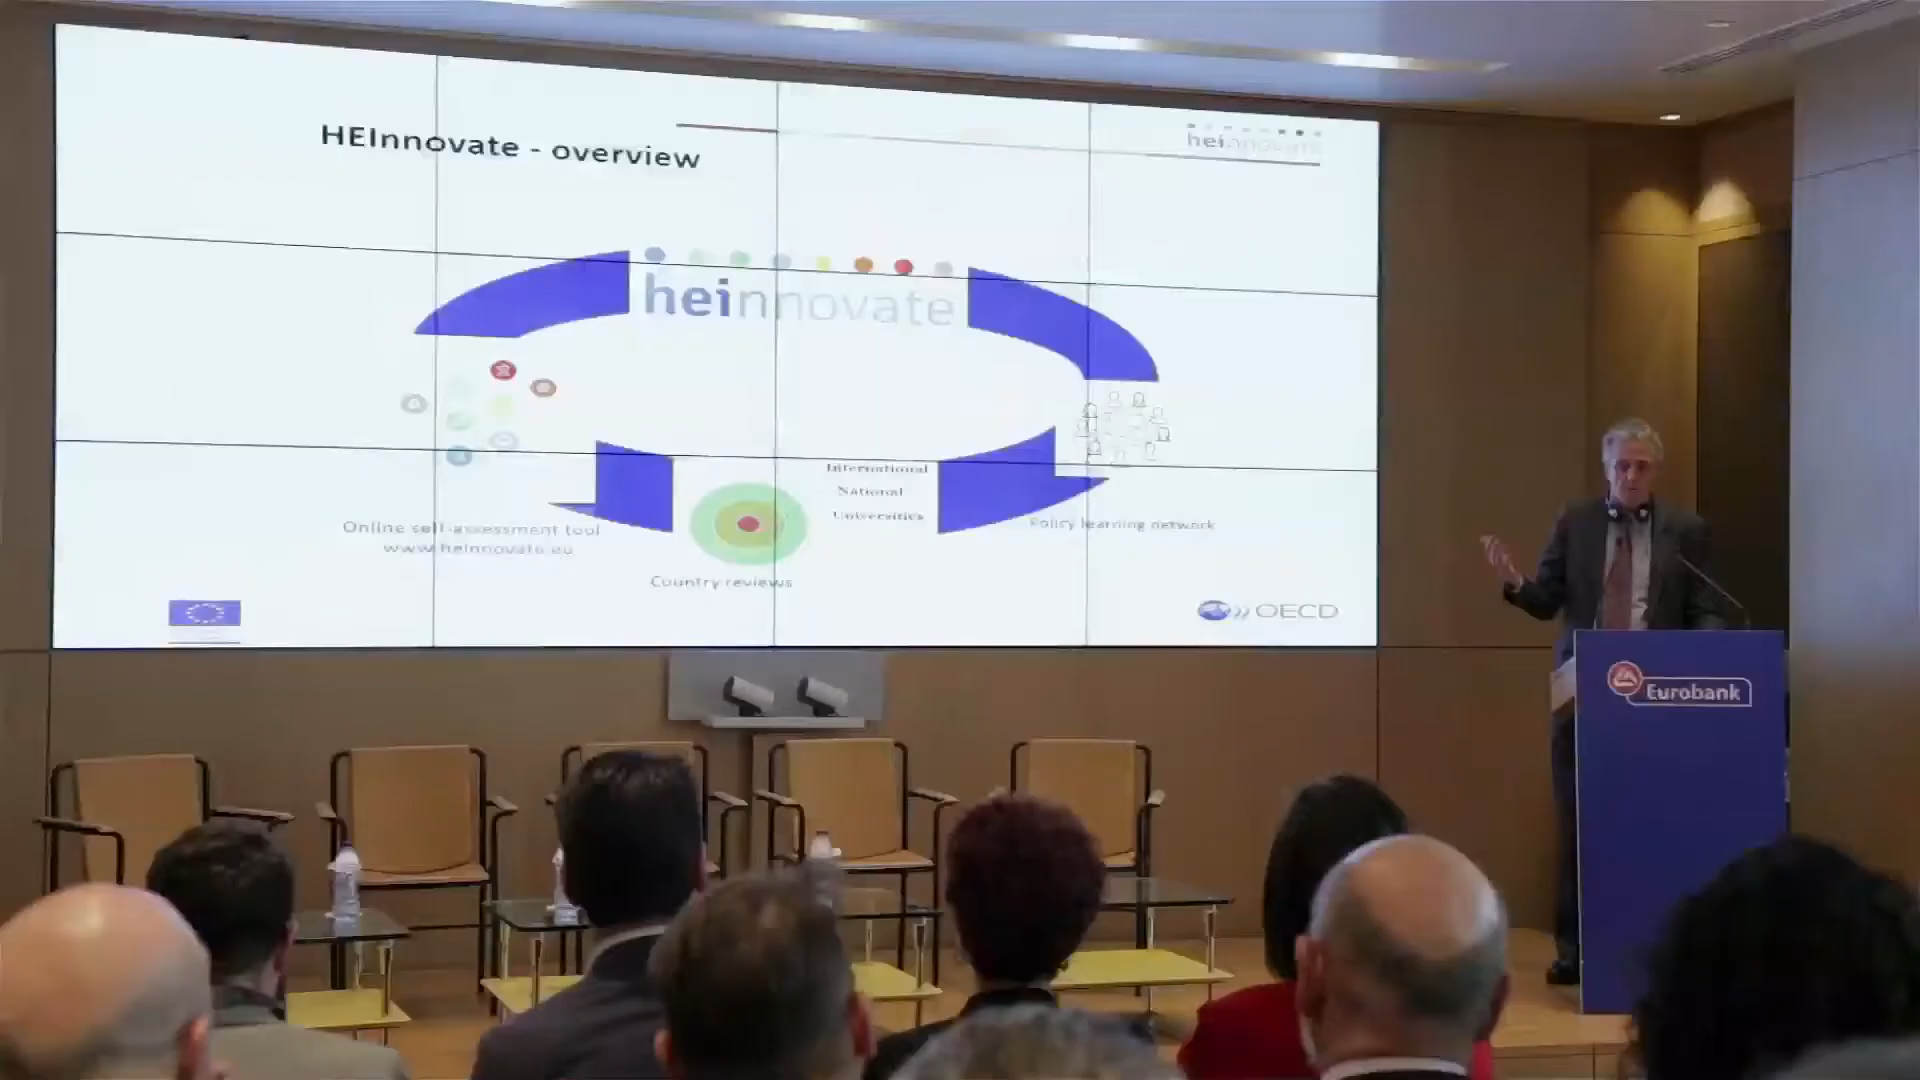 HEInnovate - overview
heinnovate
heinnovate
International
National
Universities
Online self-assessment tool
www.heinnovate.eu
Policy learning network
Country reviews
OECD
Eurobank